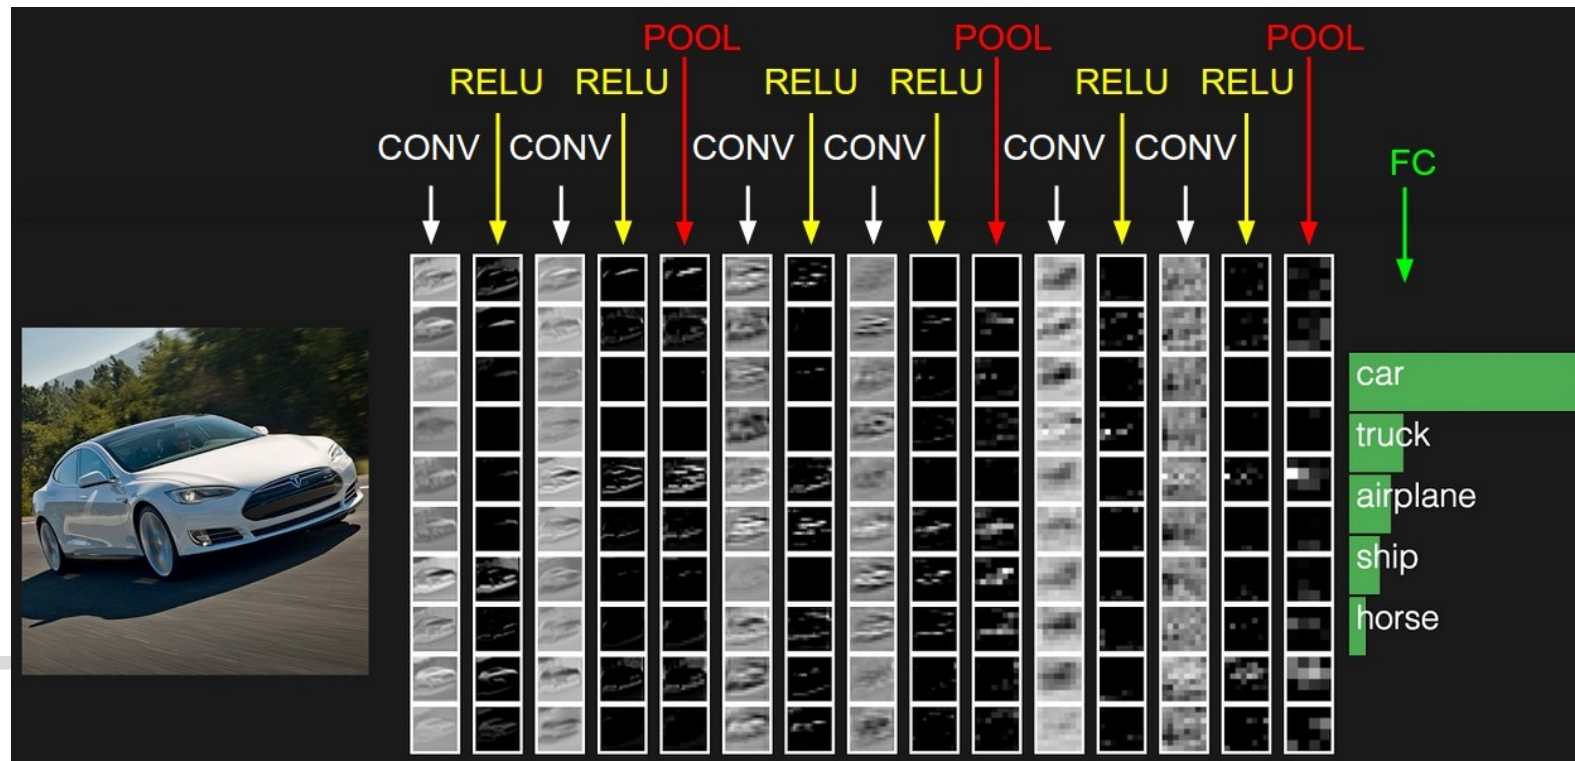 POOL POOL POOL
RELU RELU RELU RELU RELU RELU
CONV CONV CONV CONV CONV CONV
FC
car
truck
airplane
ship
horse